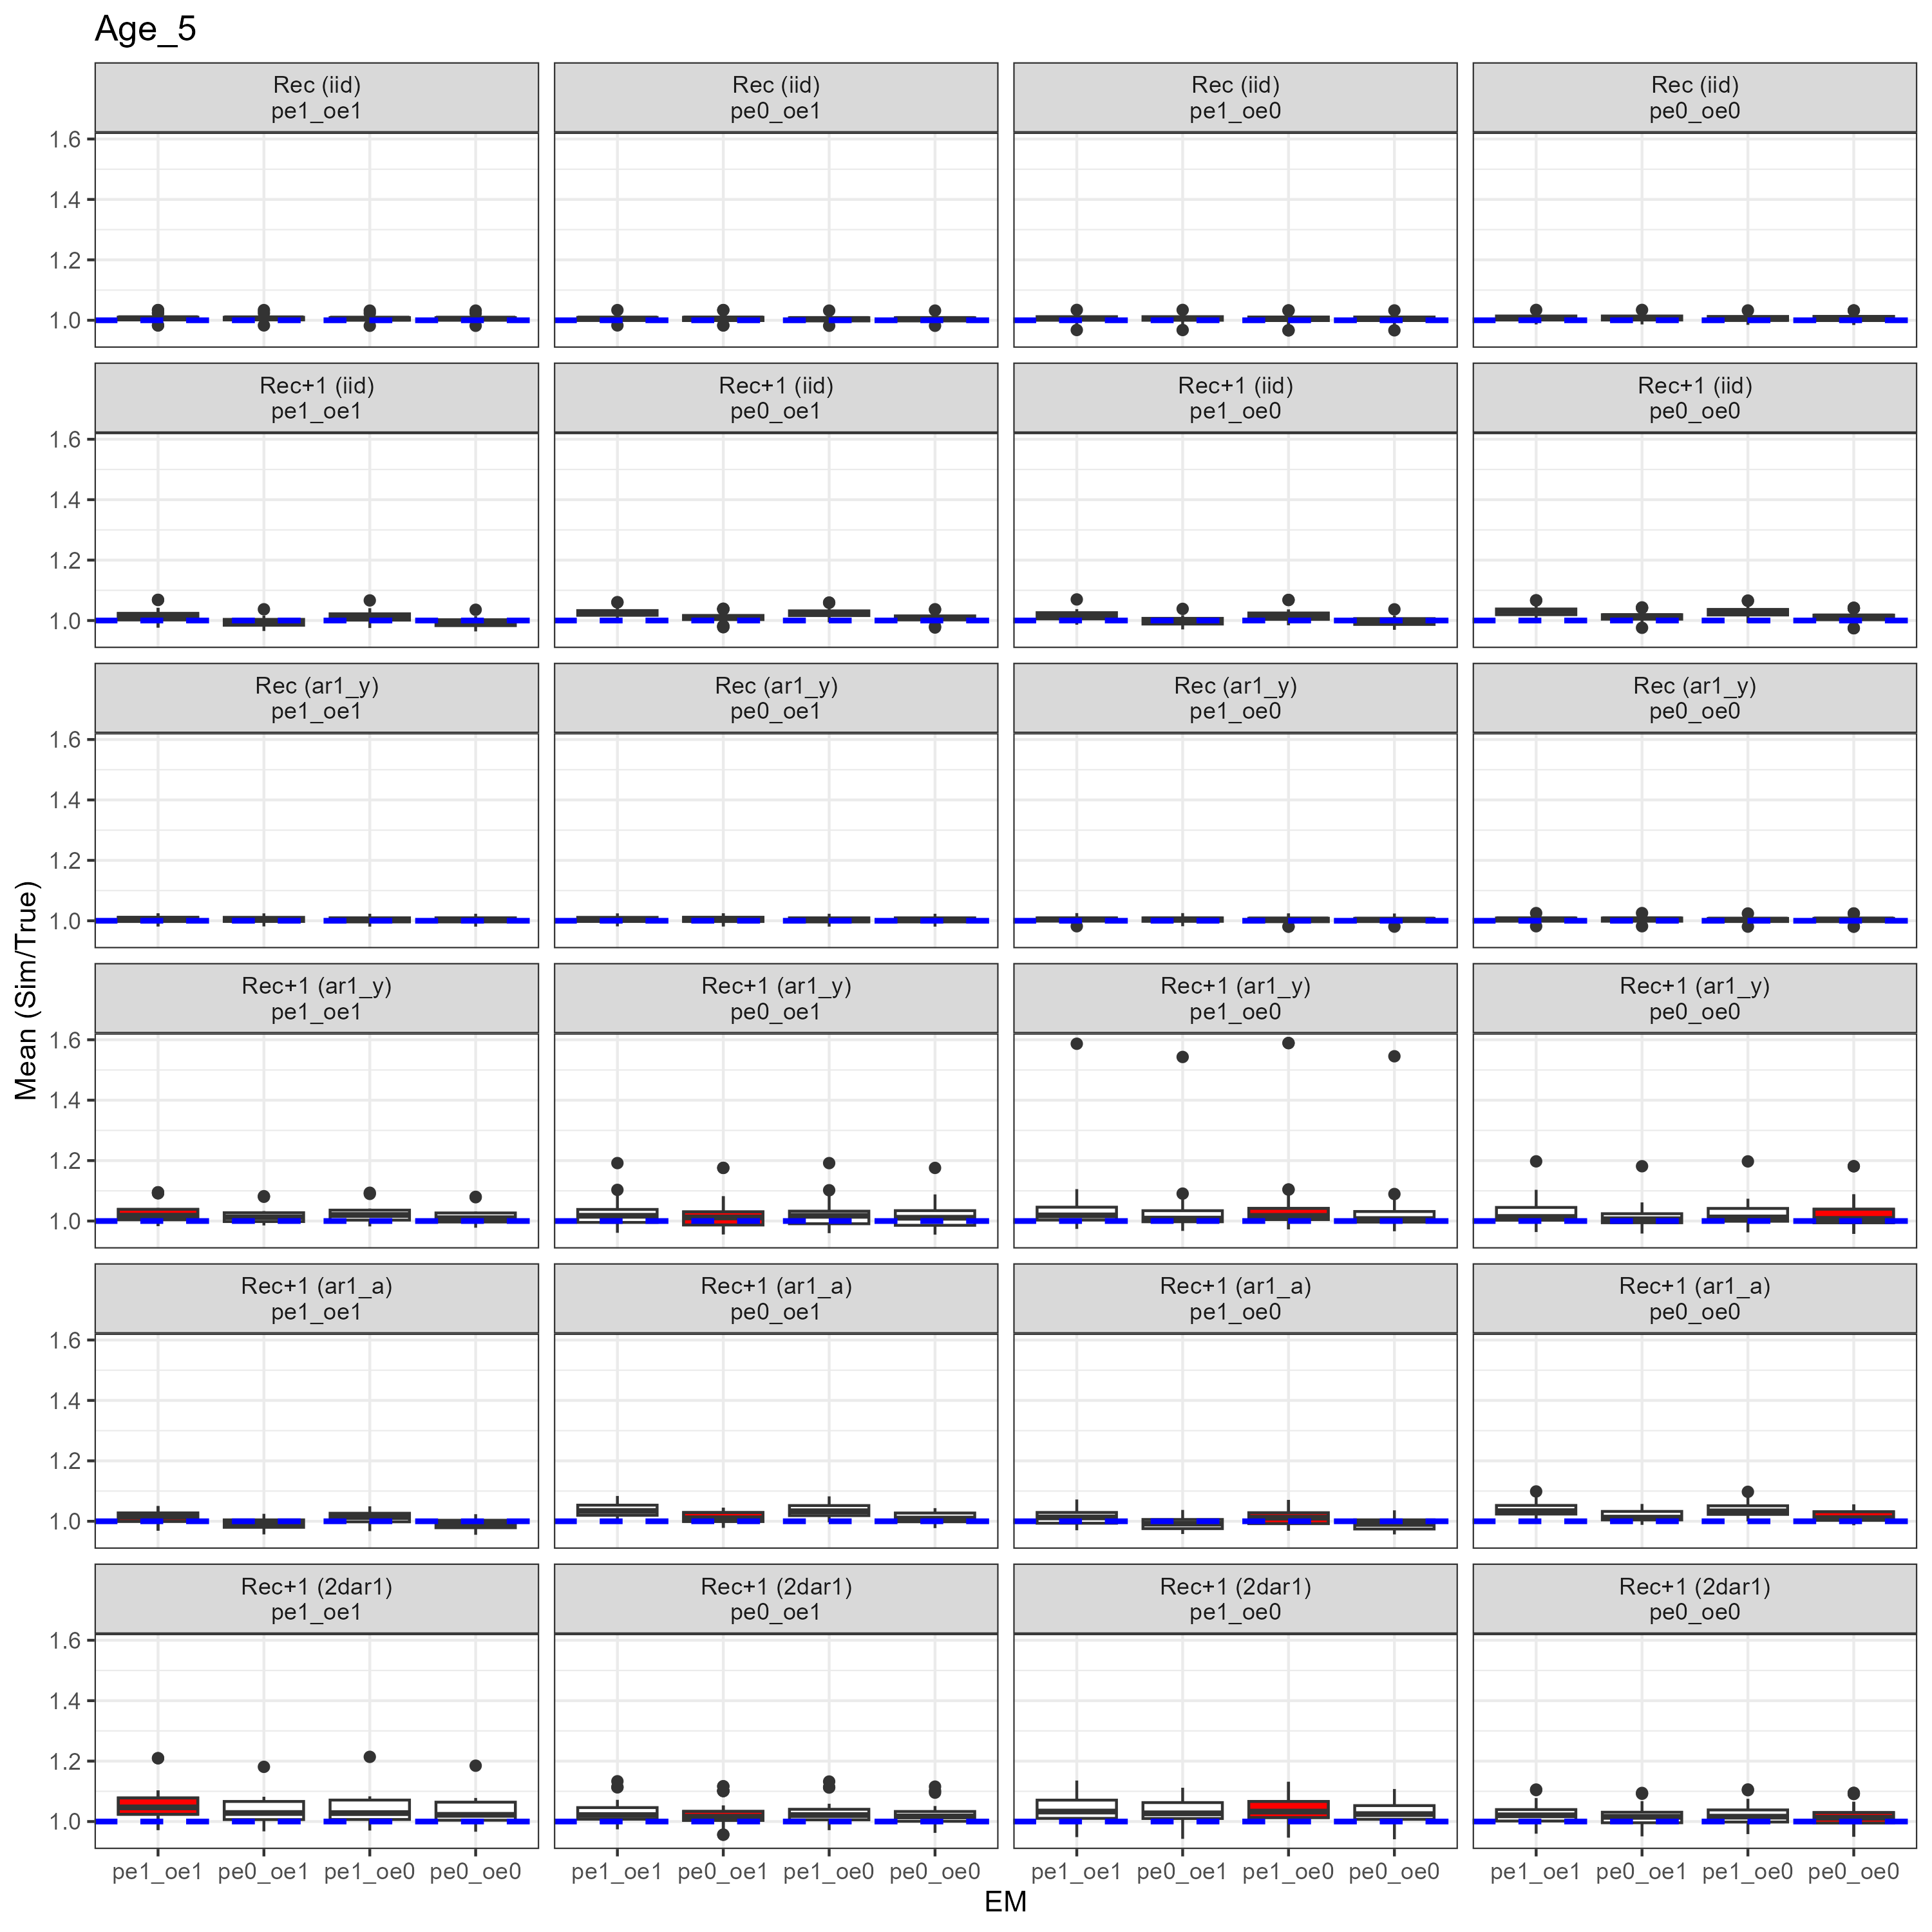 Age_5
Rec (iid)
pe1_oe1
Rec (iid)
pe0_oe1
Rec (iid)
pe1_oe0
Rec (iid)
pe0_oe0
1.6
1.4
1.2
1.0
Rec+1 (iid)
pe1_oe1
Rec+1 (iid)
pe0_oe1
Rec+1 (iid)
pe1_oe0
Rec+1 (iid)
pe0_oe0
1.6
1.4
1.2
1.0
Rec (ar1_y)
pe1_oe1
Rec (ar1_y)
pe0_oe1
Rec (ar1_y)
pe1_oe0
Rec (ar1_y)
pe0_oe0
1.6
1.4
1.2
1.0
Mean (Sim/True)
Rec+1 (ar1_y)
pe1_oe1
Rec+1 (ar1_y)
pe0_oe1
Rec+1 (ar1_y)
pe1_oe0
Rec+1 (ar1_y)
pe0_oe0
1.6
1.4
1.2
1.0
Rec+1 (ar1_a)
pe1_oe1
Rec+1 (ar1_a)
pe0_oe1
Rec+1 (ar1_a)
pe1_oe0
Rec+1 (ar1_a)
pe0_oe0
1.6
1.4
1.2
1.0
Rec+1 (2dar1)
pe1_oe1
Rec+1 (2dar1)
pe0_oe1
Rec+1 (2dar1)
pe1_oe0
Rec+1 (2dar1)
pe0_oe0
1.6
1.4
1.2
1.0
pe1_oe1 pe0_oe1 pe1_oe0 pe0_oe0
pe1_oe1 pe0_oe1 pe1_oe0 pe0_oe0
pe1_oe1 pe0_oe1 pe1_oe0 pe0_oe0
pe1_oe1 pe0_oe1 pe1_oe0 pe0_oe0
EM